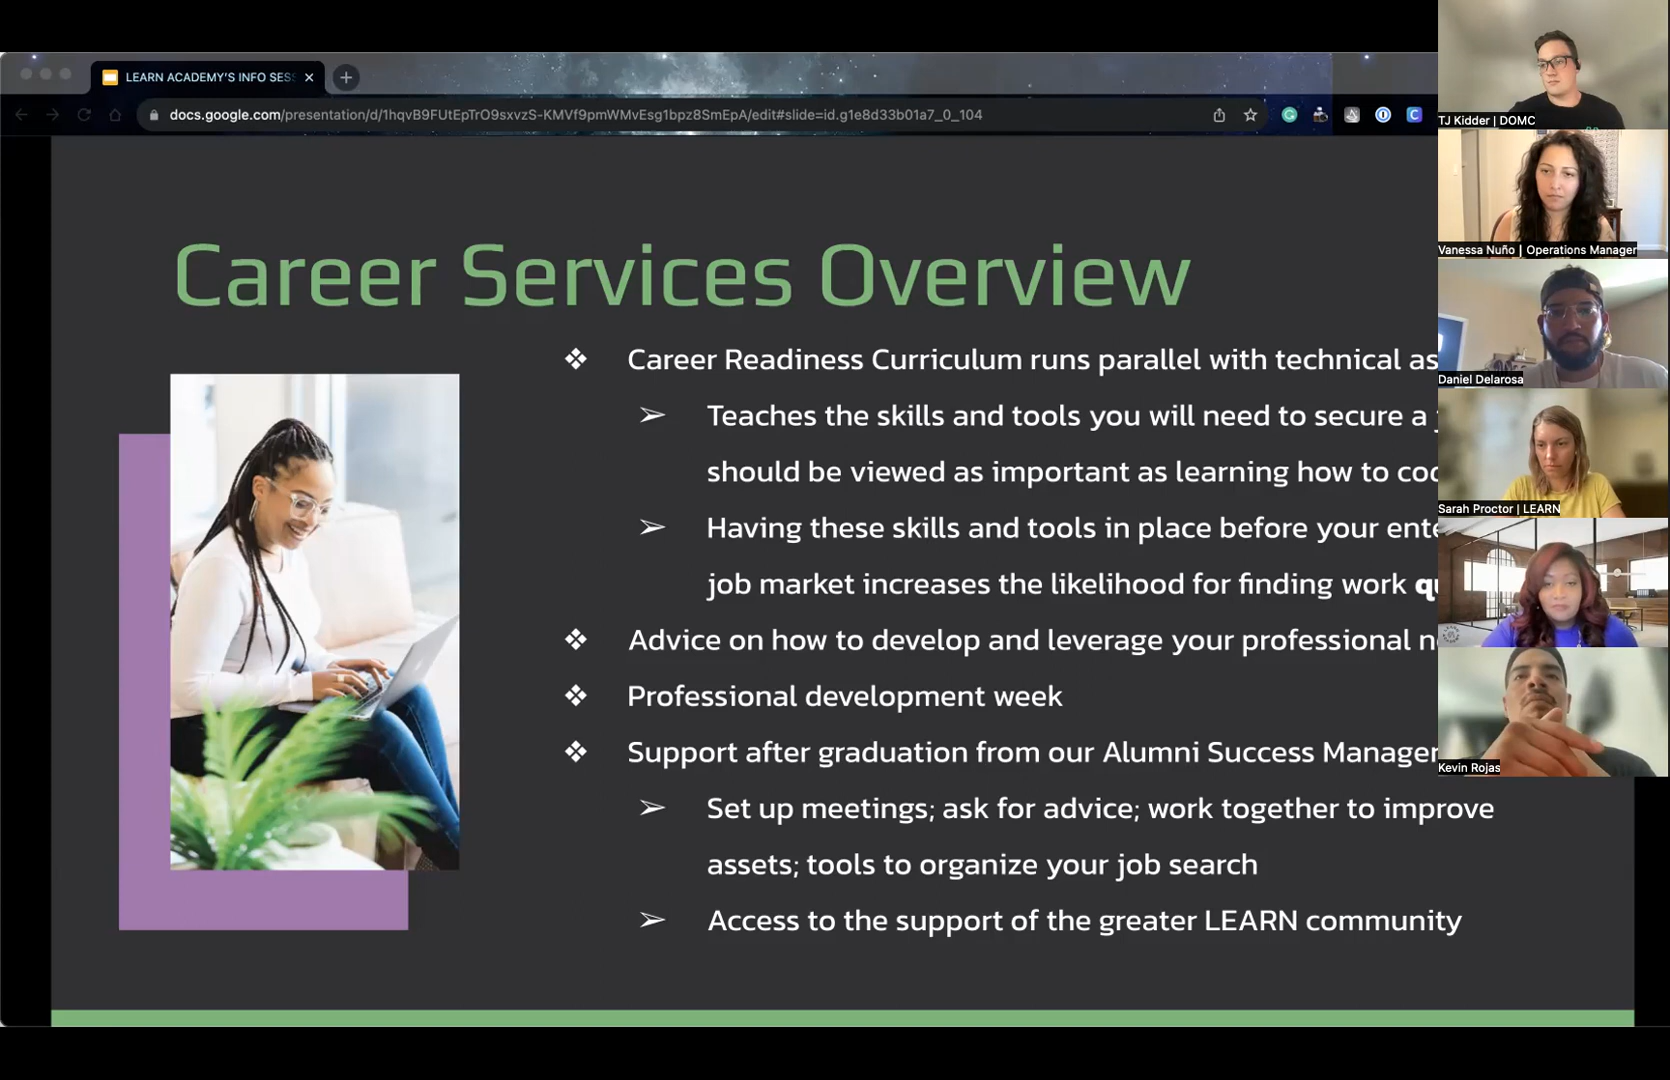 LEARN ACADEMY'S INFO SES
docs.google.com/presentation/d/1hqvB9FUtEpTrO9sxvzS-KMVf9pmWMvEsg1bpz8SmEpA/edit#slide=id.g1e8d33b01a7_0_104
Career Services Overview
❖ Career Readiness Curriculum runs parallel with technical as
➢ Teaches the skills and tools you will need to secure a
should be viewed as important as learning how to cod
➢ Having these skills and tools in place before your ente
job market increases the likelihood for finding work
❖ Advice on how to develop and leverage your professional n
❖ Professional development week
❖ Support after graduation from our Alumni Success Manager
➢ Set up meetings; ask for advice; work together to improve
assets; tools to organize your job search
➢ Access to the support of the greater LEARN community
TJ Kidder | DOMC
Vanessa Nuño | Operations Manager
Daniel Delarosa
Sarah Proctor | LEARN
Kevin Rojas